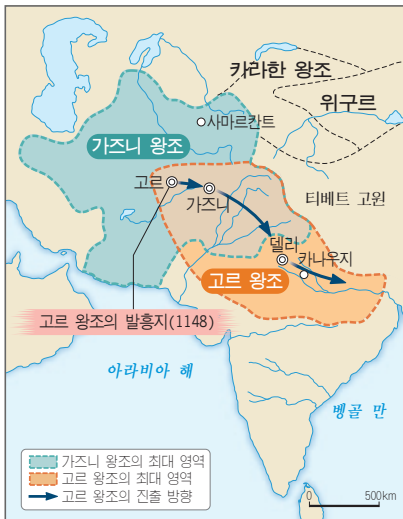 카라한 왕조
위구르
사마르칸트
가즈니 왕조
고르
가즈니
티베트 고원
델리
카나우지
고르 왕조
고르 왕조의 발흥지(1148)
아라비아 해
벵골 만
가즈니 왕조의 최대 영역
고르 왕조의 최대 영역
고르 왕조의 진출 방향
0 500km